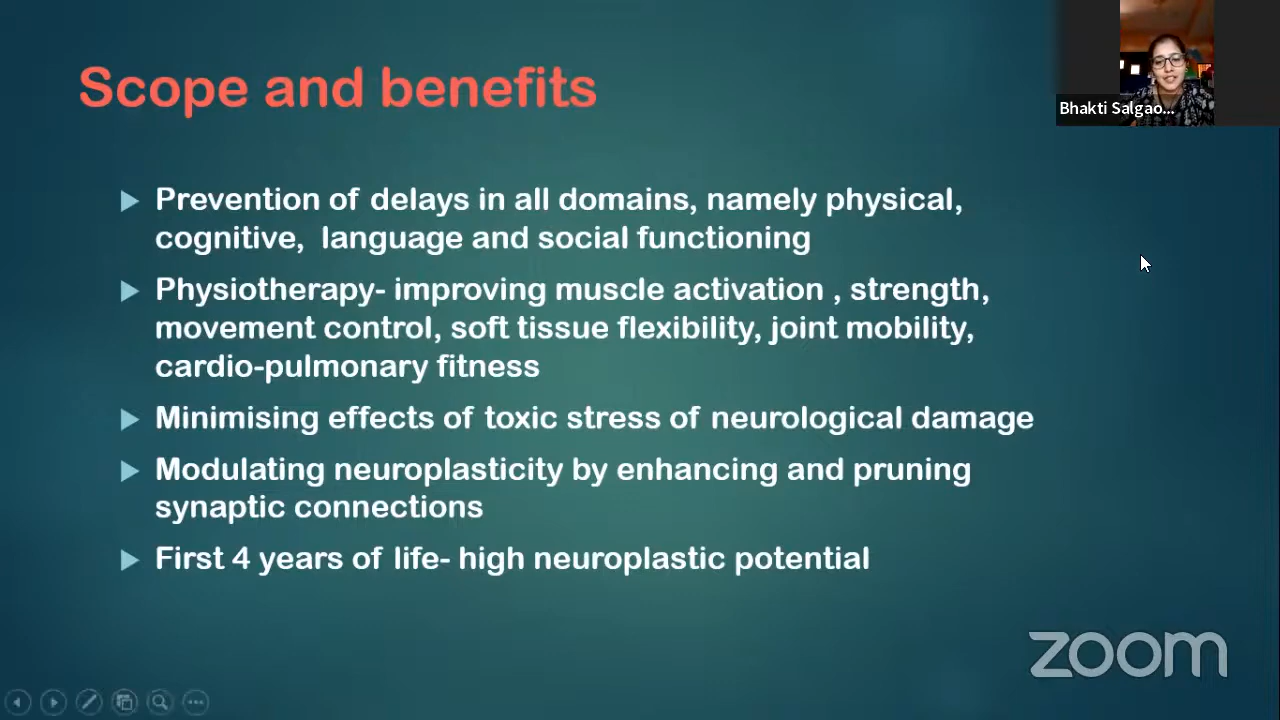 Scope and benefits
Bhakti Salgao...
Prevention of delays in all domains, namely physical,
cognitive, language and social functioning
Physiotherapy- improving muscle activation , strength,
movement control, soft tissue flexibility, joint mobility,
cardio-pulmonary fitness
Minimising effects of toxic stress of neurological damage
Modulating neuroplasticity by enhancing and pruning
synaptic connections
First 4 years of life- high neuroplastic potential
zoom